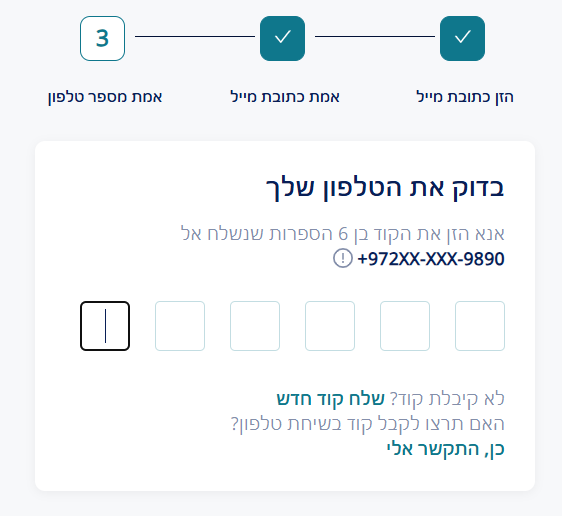 3
הזן כתובת מייל
אמת כתובת מייל
אמת מספר טלפון
בדוק את הטלפון שלך
אנא הזן את הקוד בן 6 הספרות שנשלח אל
+972XX-XXX-9890
לא קיבלת קוד? שלח קוד חדש
האם תרצו לקבל קוד בשיחת טלפון?
כן, התקשר אלי